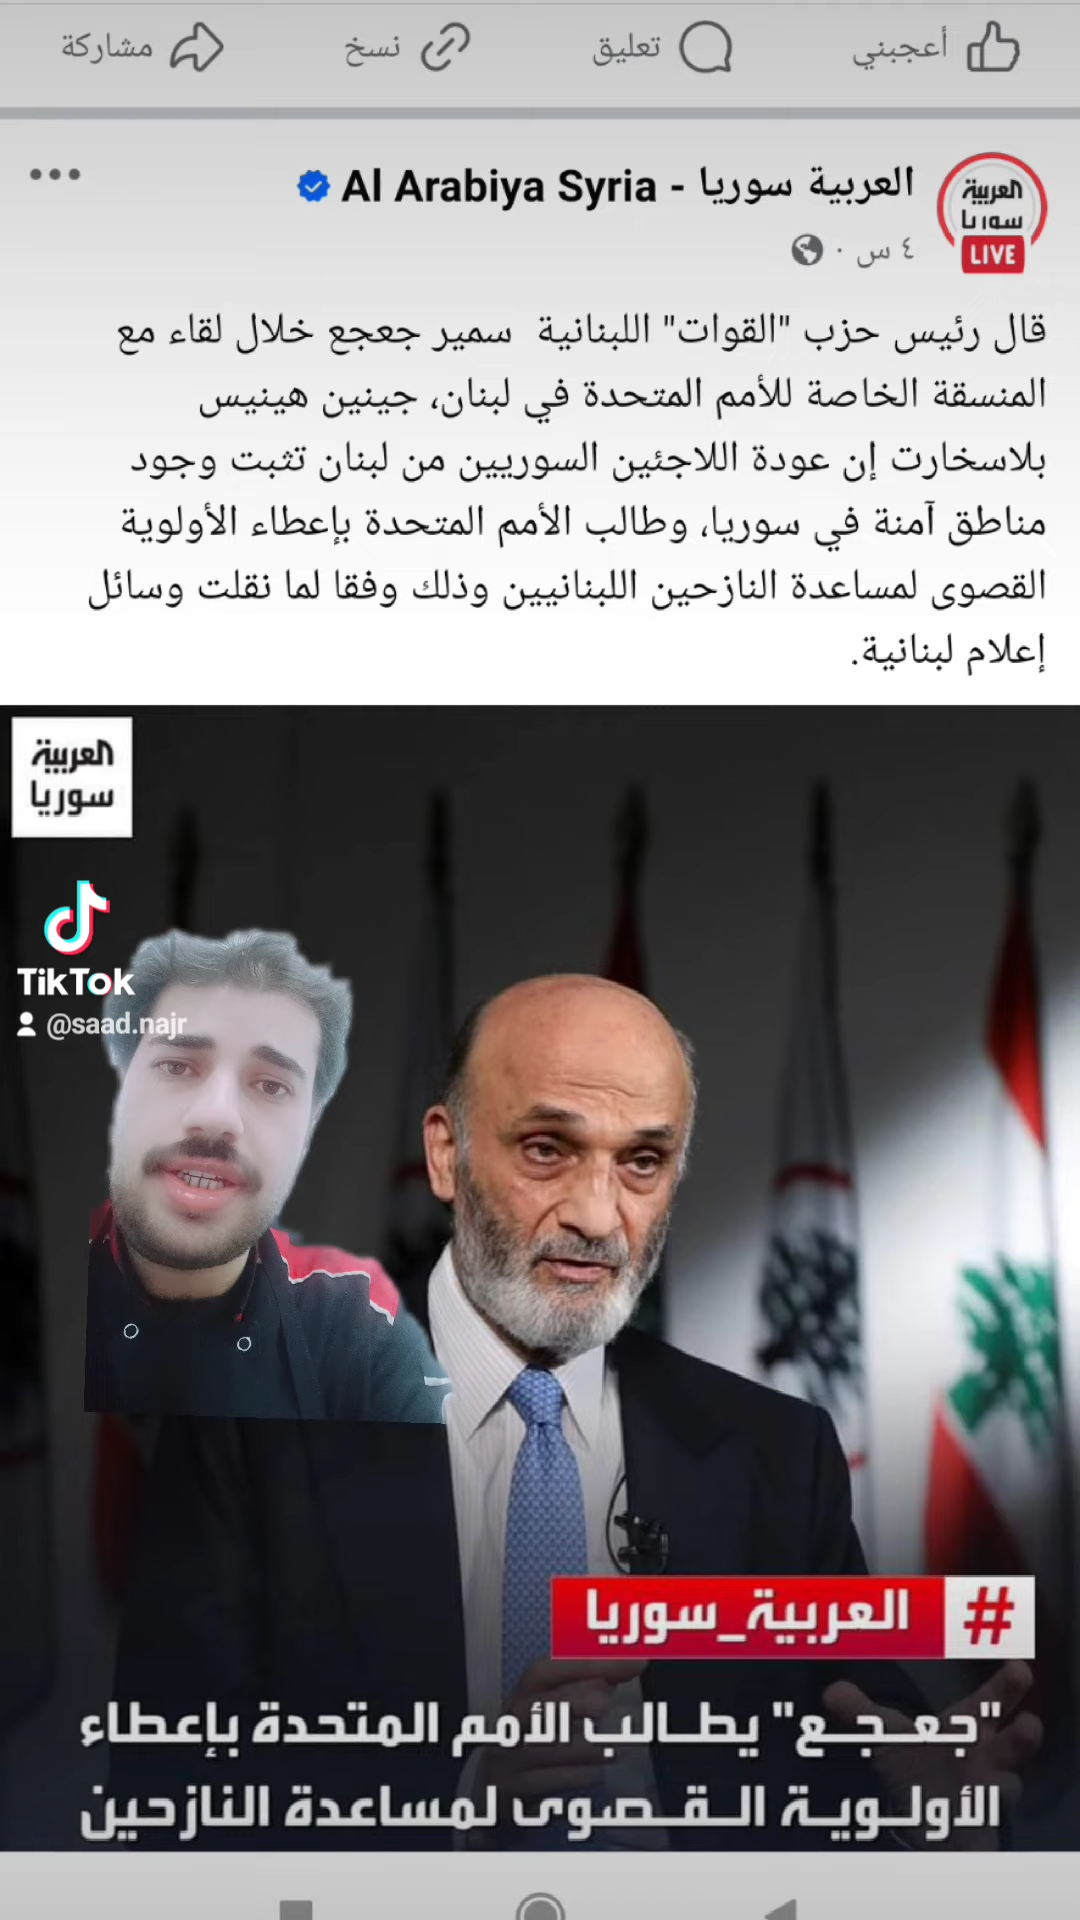 أعجبني
تعليق
نسخ
مشاركة
العربية سوريا - Al Arabiya Syria
العربية
سوريا
LIVE
٤ س ·
قال رئيس حزب "القوات" اللبنانية سمير جعجع خلال لقاء مع
المنسقة الخاصة للأمم المتحدة في لبنان، جينين هينيس
بلاسخارت إن عودة اللاجئين السوريين من لبنان تثبت وجود
مناطق آمنة في سوريا، وطالب الأمم المتحدة بإعطاء الأولوية
القصوى لمساعدة النازحين اللبنانيين وذلك وفقا لما نقلت وسائل
إعلام لبنانية.
العربية
سوريا
TikTok
@saad.najr
# العربية_سوريا
"جعجع" يطالب الأمم المتحدة بإعطاء
الأولوية القصوى لمساعدة النازحين